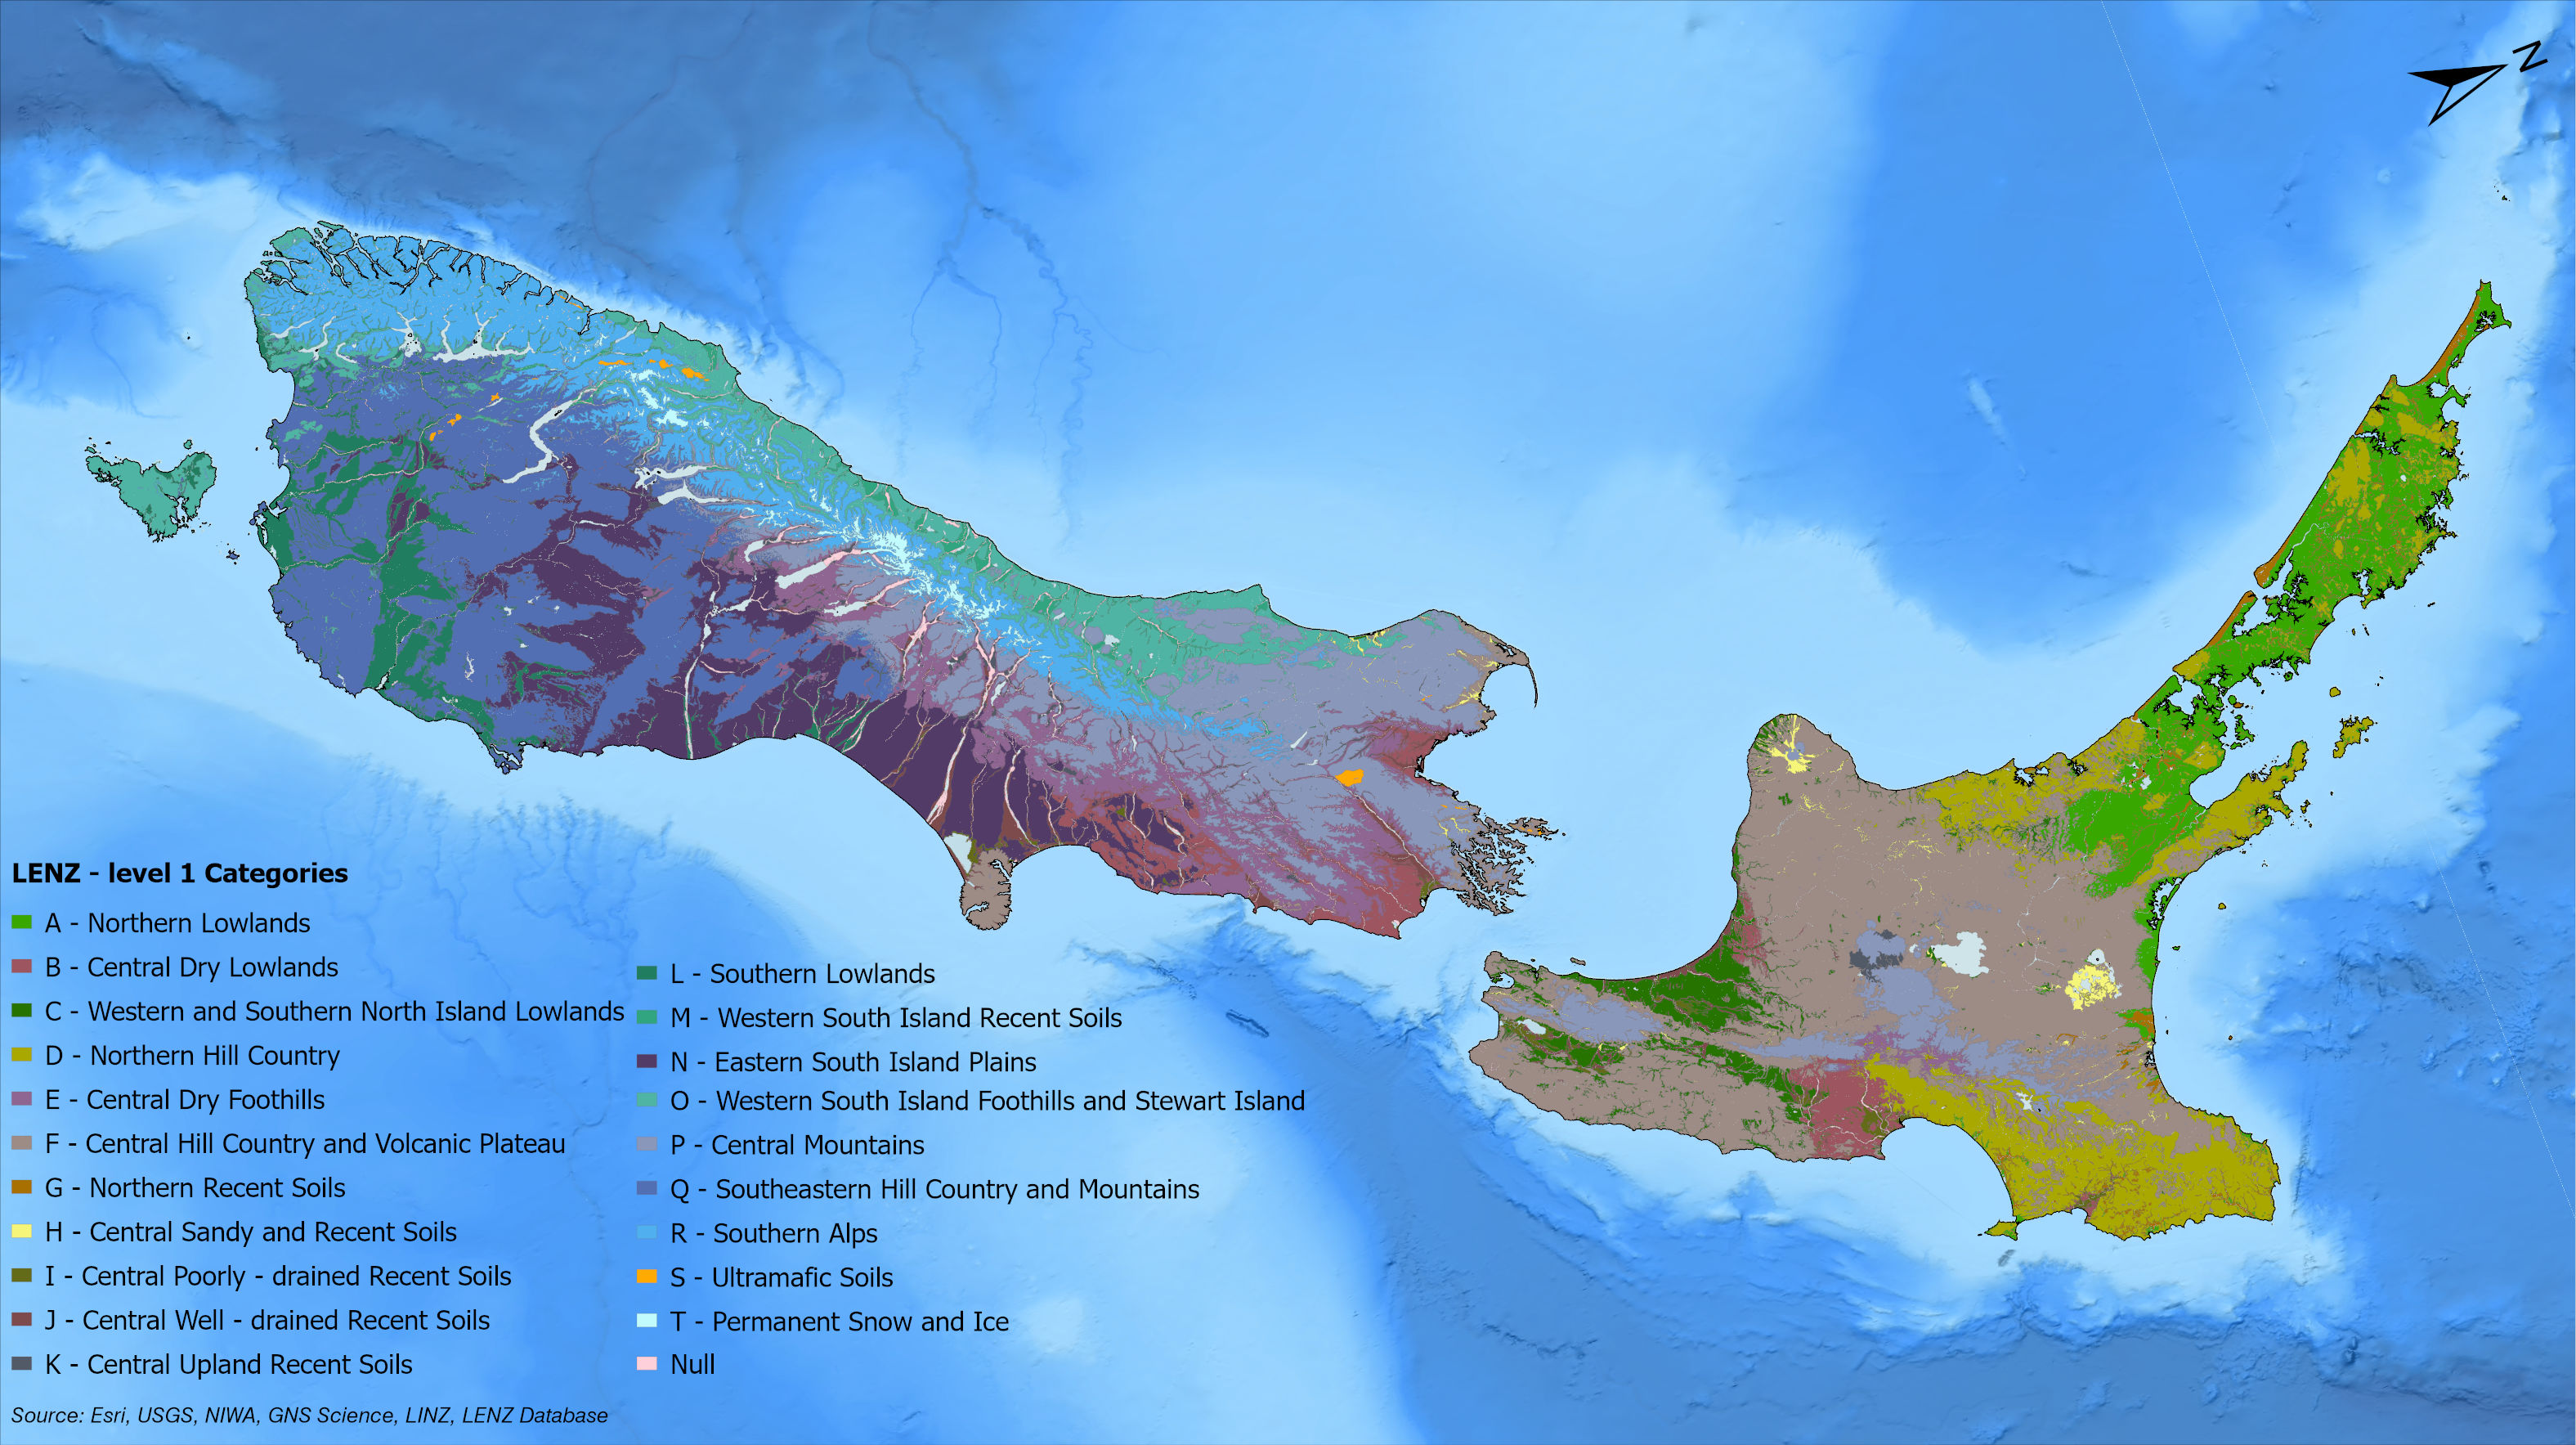 N
LENZ - level 1 Categories
A - Northern Lowlands
B - Central Dry Lowlands
C - Western and Southern North Island Lowlands
D - Northern Hill Country
E - Central Dry Foothills
F - Central Hill Country and Volcanic Plateau
G - Northern Recent Soils
H - Central Sandy and Recent Soils
I - Central Poorly - drained Recent Soils
J - Central Well - drained Recent Soils
K - Central Upland Recent Soils
L - Southern Lowlands
M - Western South Island Recent Soils
N - Eastern South Island Plains
O - Western South Island Foothills and Stewart Island
P - Central Mountains
Q - Southeastern Hill Country and Mountains
R - Southern Alps
S - Ultramafic Soils
T - Permanent Snow and Ice
Null
Source: Esri, USGS, NIWA, GNS Science, LINZ, LENZ Database